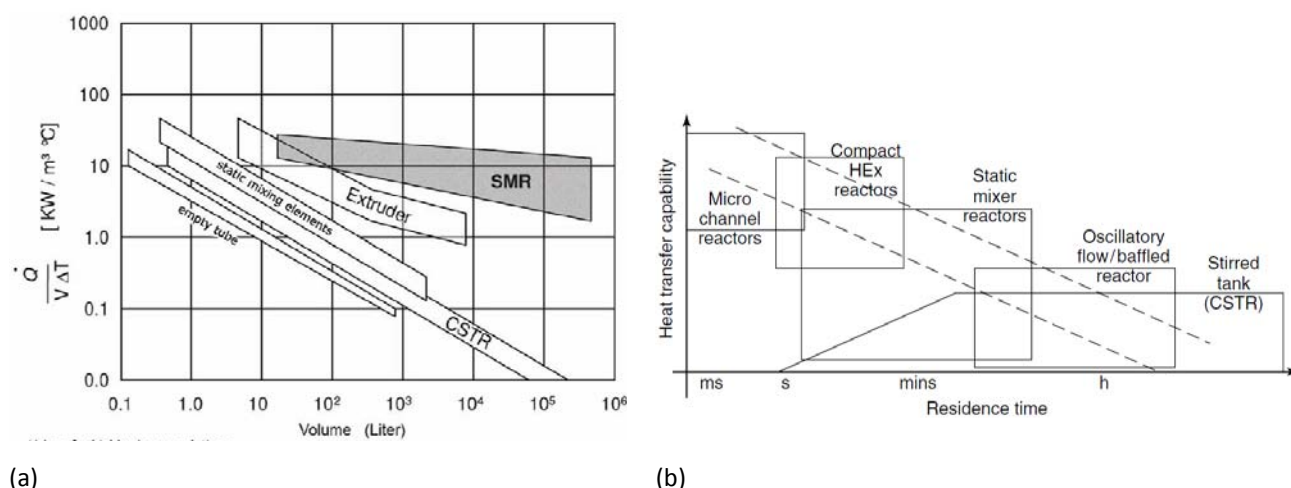 1000
100
10
1.0
0.1
0.0
[ KW / m³ °C]
Q̇
V ΔT
static mixing elements
empty tube
Extruder
SMR
CSTR
0.1
1.0
10
10²
10³
10⁴
10⁵
10⁶
Volume (Liter)
(a)
Heat transfer capability
Micro
channel
reactors
Compact
HEx
reactors
Static
mixer
reactors
Oscillatory
flow/baffled
reactor
Stirred
tank
(CSTR)
ms
s
mins
h
Residence time
(b)